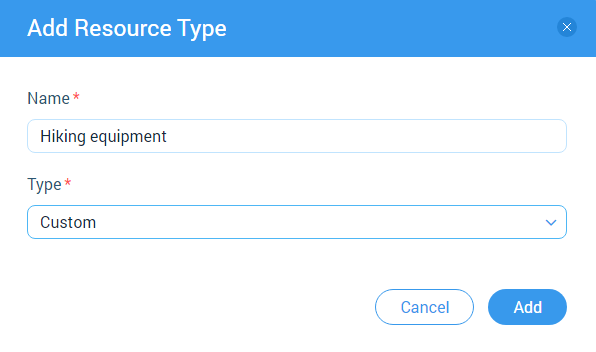 Add Resource Type
Name *
Hiking equipment
Type *
Custom
Cancel Add